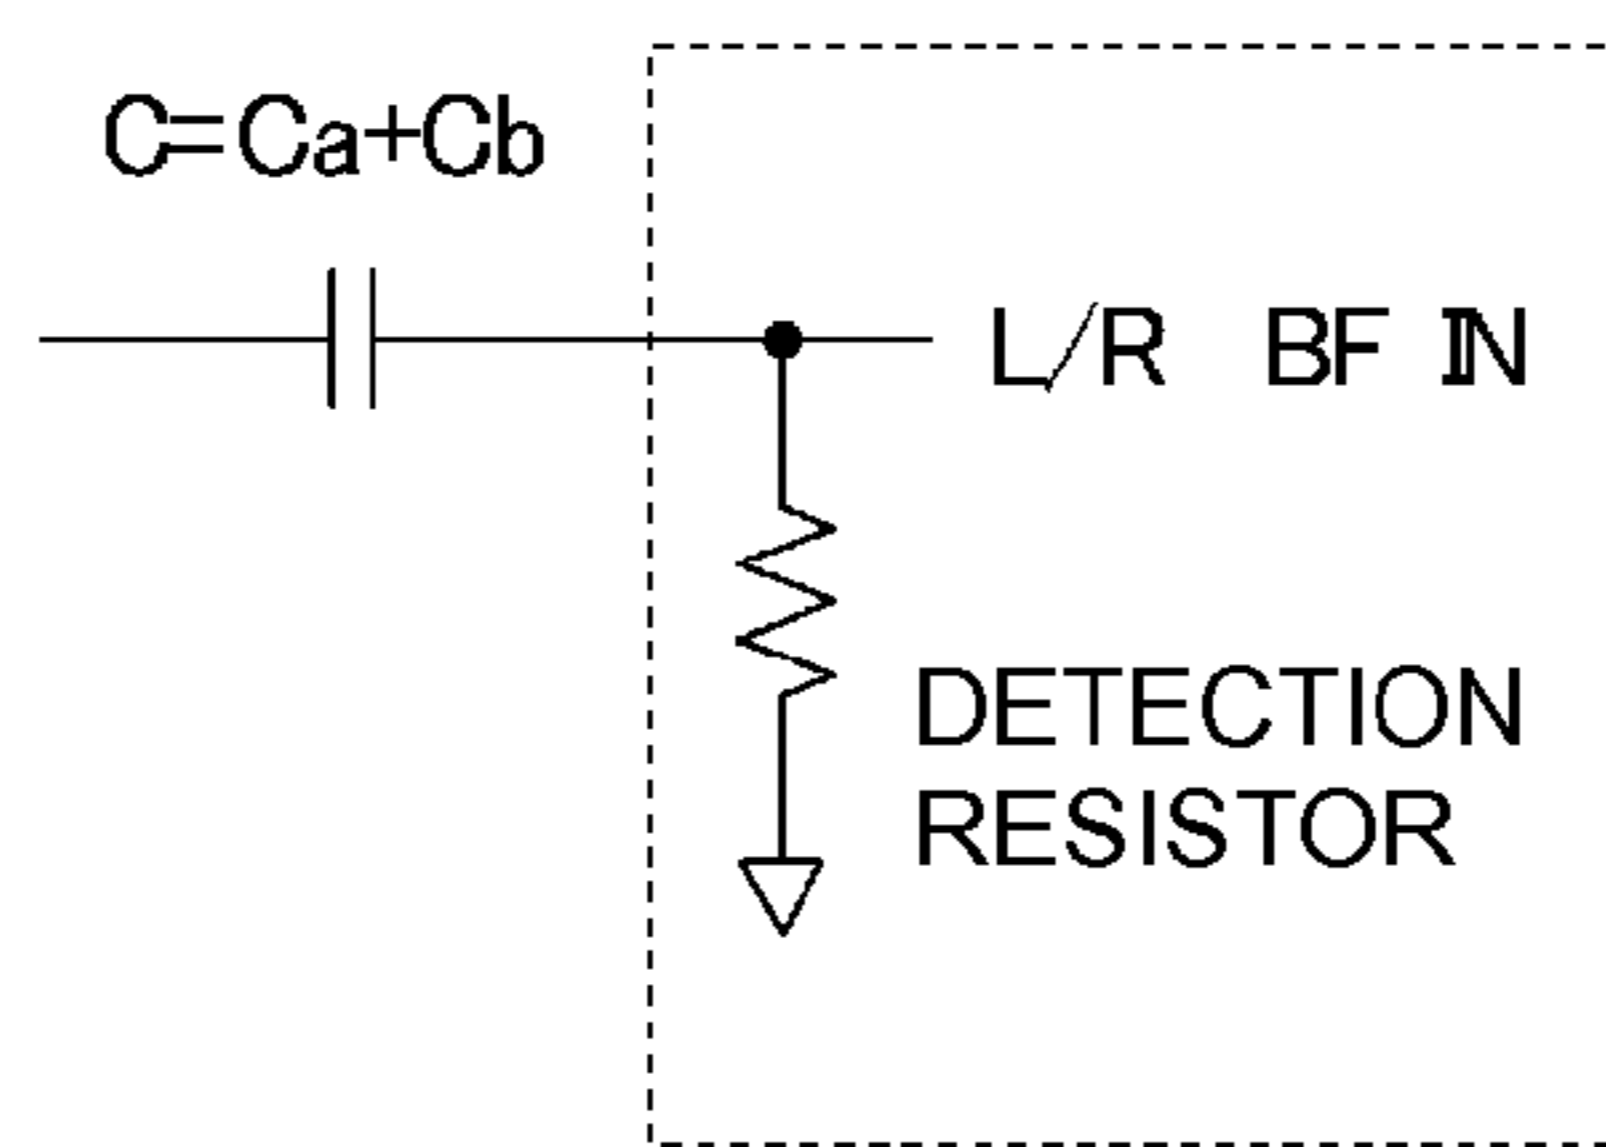 C=Ca+Cb
L/R BF IN
DETECTION
RESISTOR